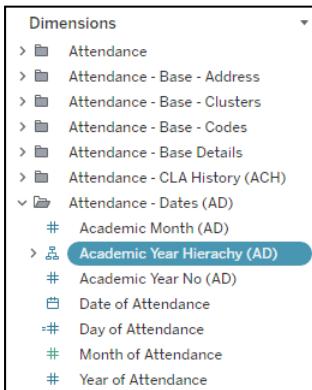 Dimensions
Attendance
Attendance - Base - Address
Attendance - Base - Clusters
Attendance - Base - Codes
Attendance - Base Details
Attendance - CLA History (ACH)
Attendance - Dates (AD)
Academic Month (AD)
Academic Year Hierachy (AD)
Academic Year No (AD)
Date of Attendance
Day of Attendance
Month of Attendance
Year of Attendance